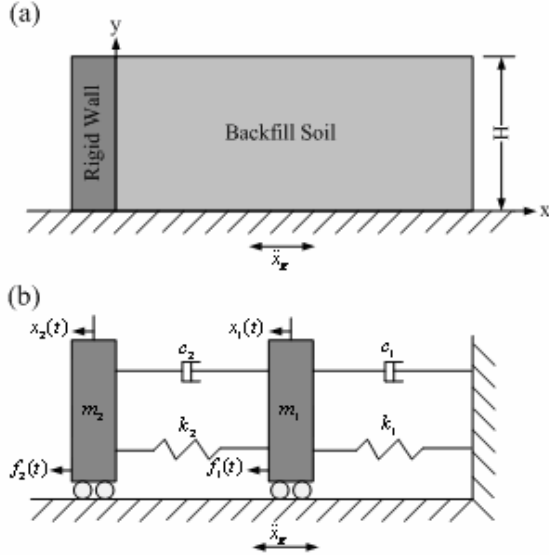 (a)
y
Rigid Wall
Backfill Soil
H
x
ẍg
(b)
x₂(t)
x₁(t)
c₂
c₁
m₂
m₁
k₂
k₁
f₂(t)
f₁(t)
ẍg